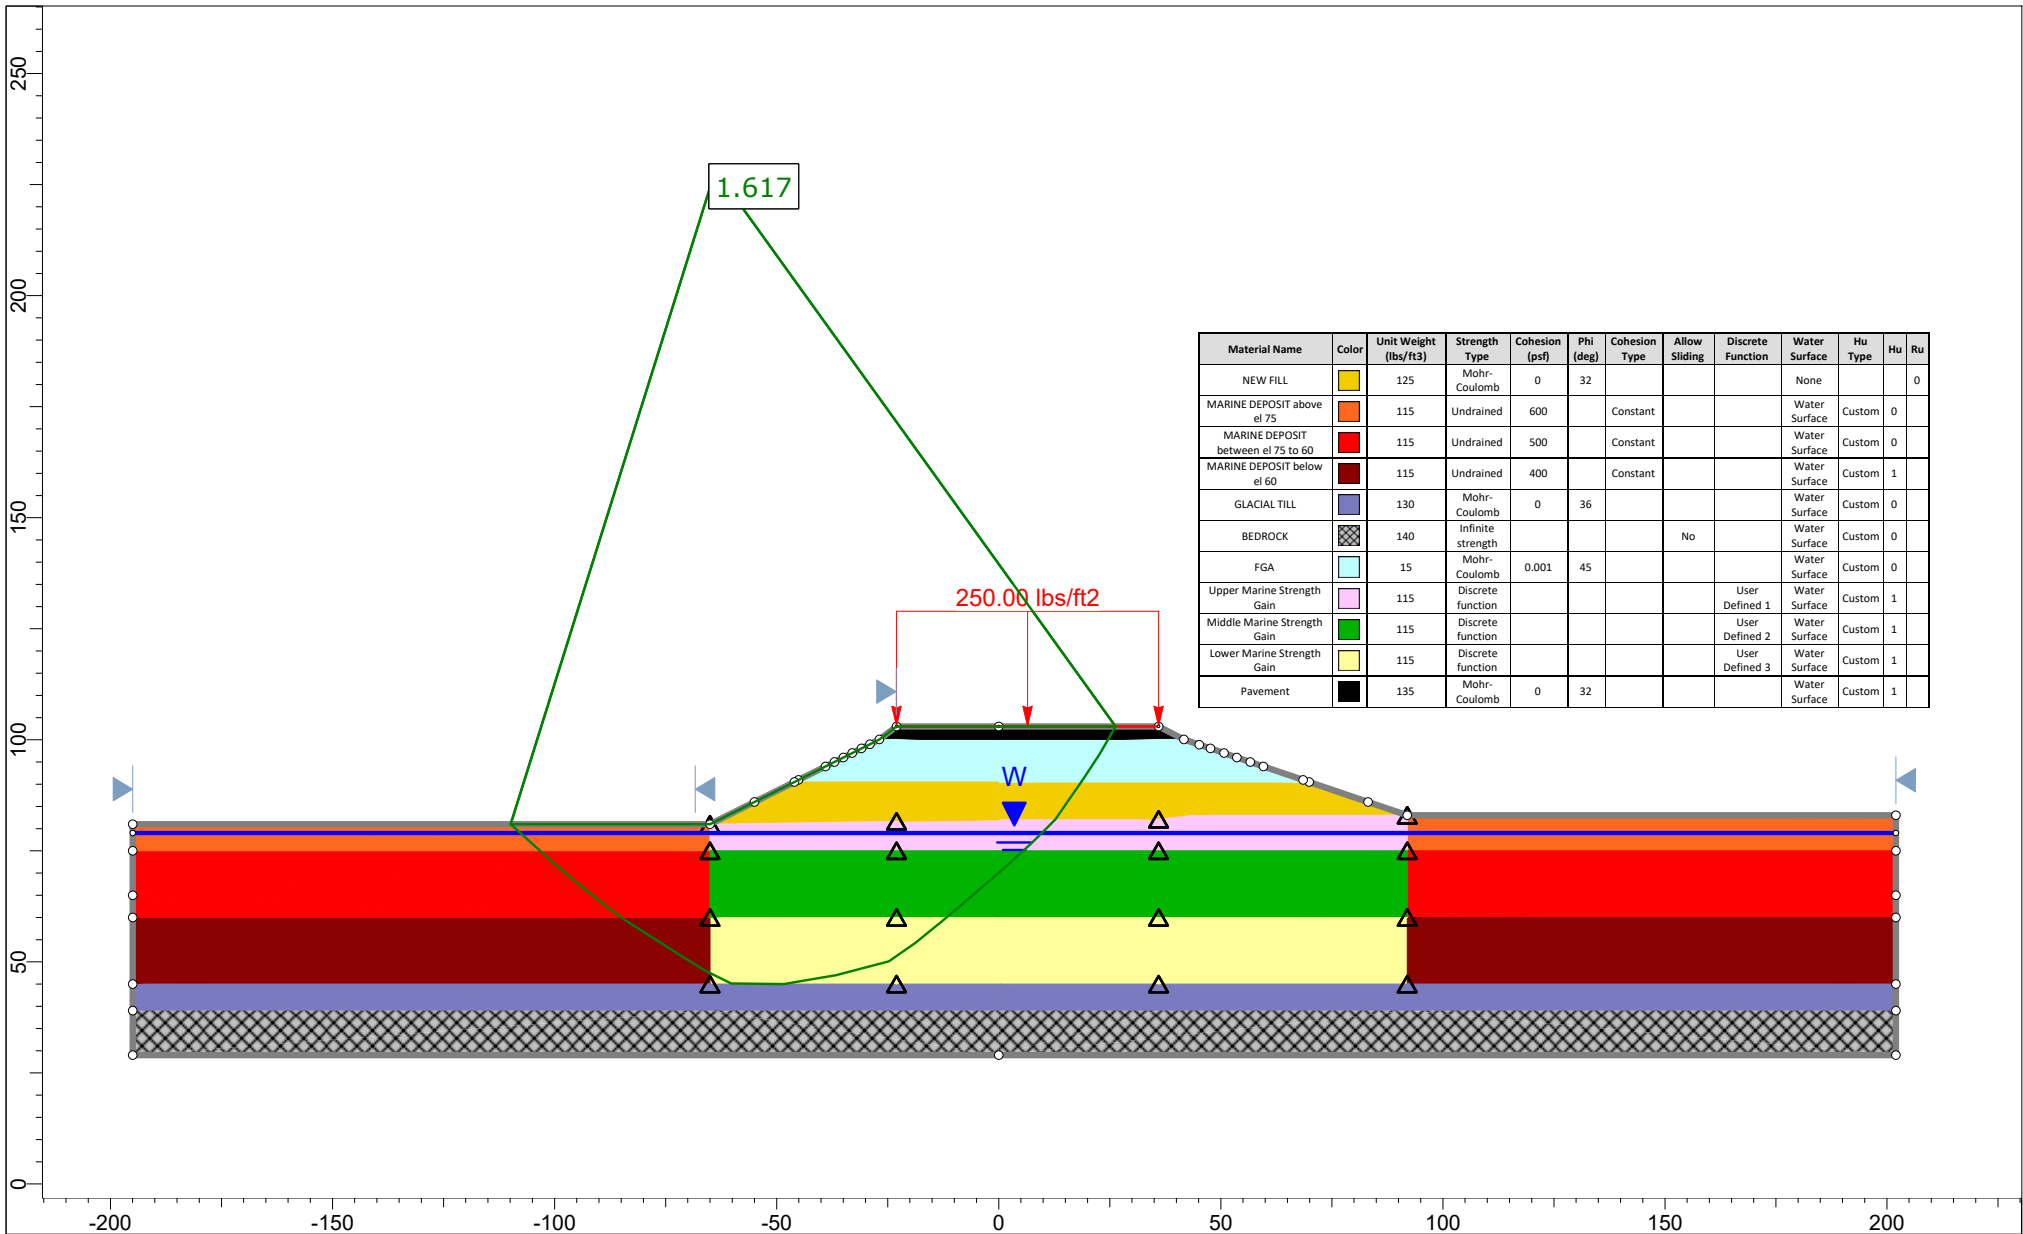 250
200
150
100
50
0
-200 -150 -100 -50 0 50 100 150 200
1.617
250.00 lbs/ft2
W
Material Name Color Unit Weight (lbs/ft3) Strength Type Cohesion (psf) Phi (deg) Cohesion Type Allow Sliding Discrete Function Water Surface Hu Type Hu Ru
NEW FILL 125 Mohr-Coulomb 0 32 None 0
MARINE DEPOSIT above el 75 115 Undrained 600 Constant Water Surface Custom 0
MARINE DEPOSIT between el 75 to 60 115 Undrained 500 Constant Water Surface Custom 0
MARINE DEPOSIT below el 60 115 Undrained 400 Constant Water Surface Custom 1
GLACIAL TILL 130 Mohr-Coulomb 0 36 Water Surface Custom 0
BEDROCK 140 Infinite strength No Water Surface Custom 0
FGA 15 Mohr-Coulomb 0.001 45 Water Surface Custom 0
Upper Marine Strength Gain 115 Discrete function User Defined 1 Water Surface Custom 1
Middle Marine Strength Gain 115 Discrete function User Defined 2 Water Surface Custom 1
Lower Marine Strength Gain 115 Discrete function User Defined 3 Water Surface Custom 1
Pavement 135 Mohr-Coulomb 0 32 Water Surface Custom 1